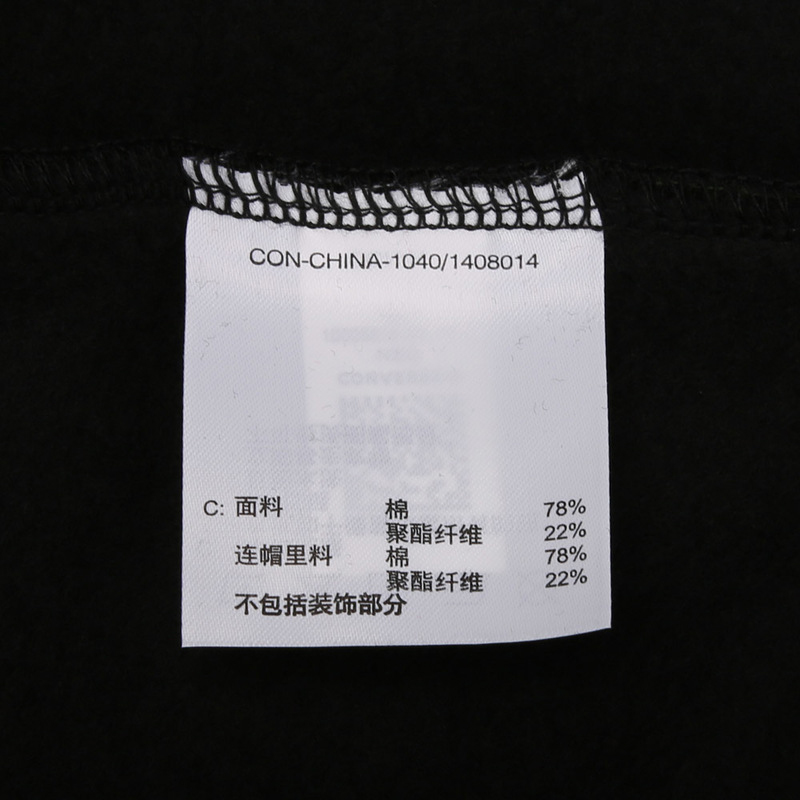 CON-CHINA-1040/1408014
C: 面料 棉 78%
聚酯纤维 22%
连帽里料 棉 78%
聚酯纤维 22%
不包括装饰部分